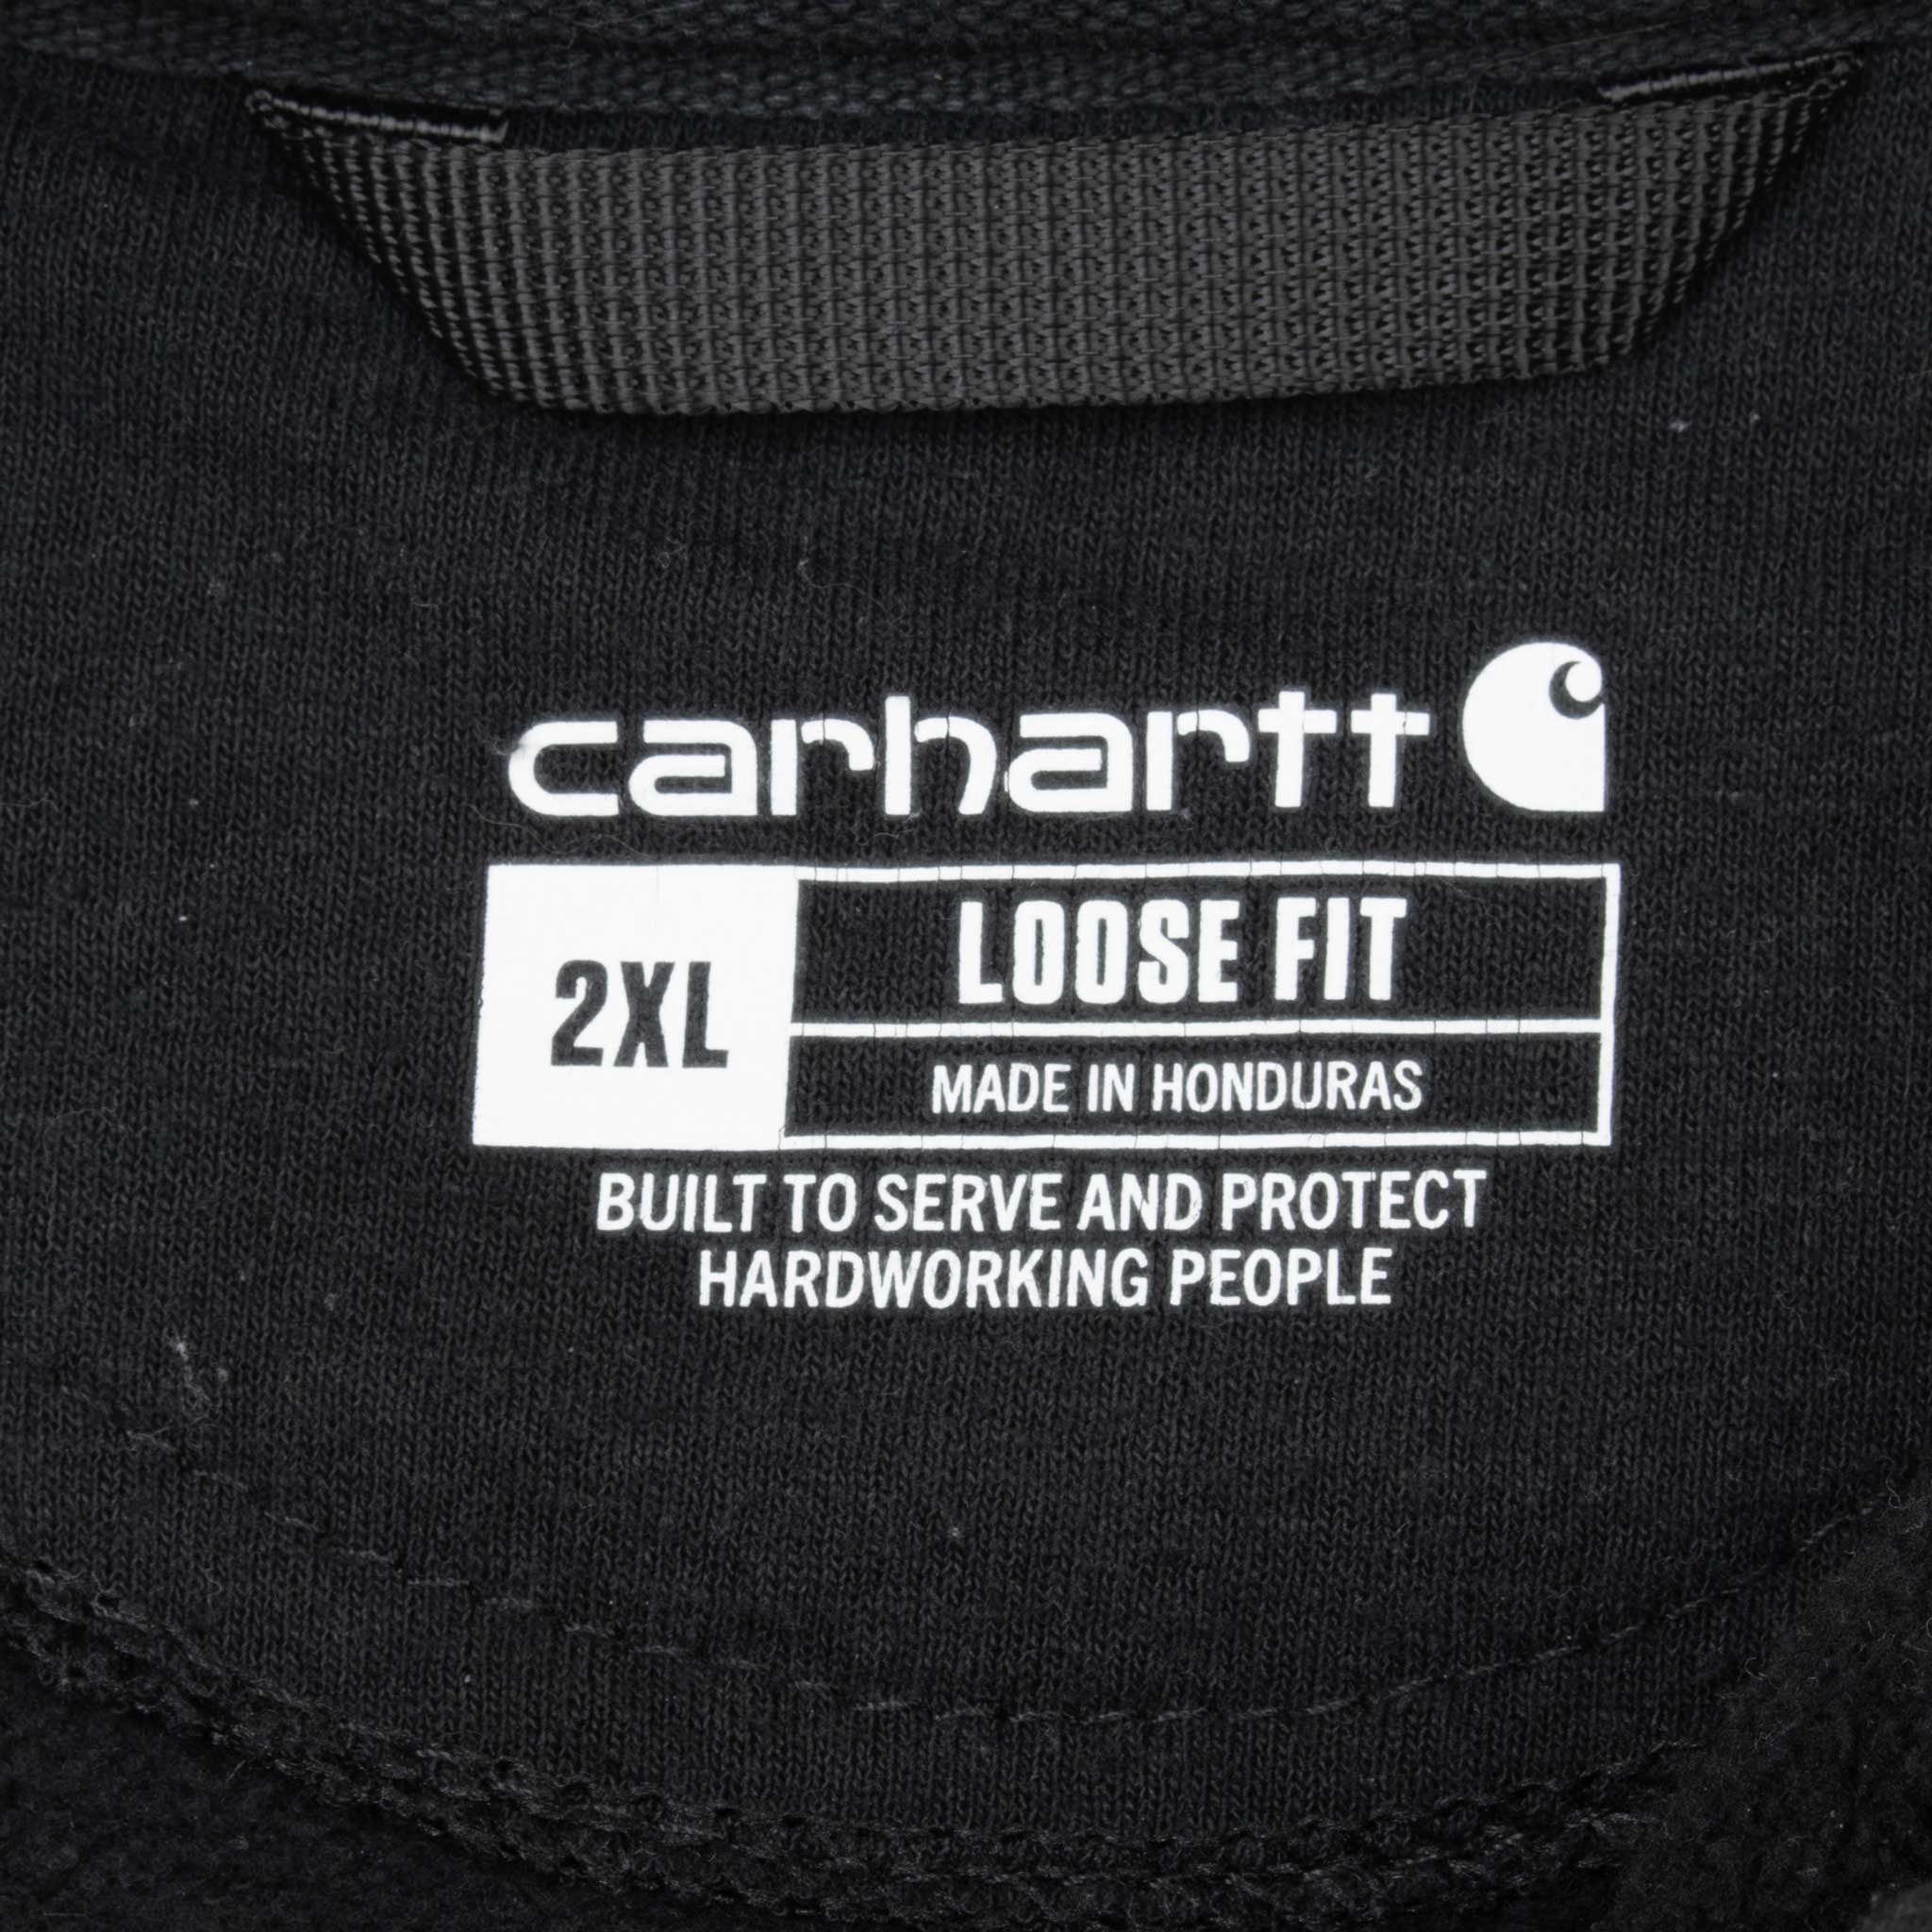 carhartt
2XL
LOOSE FIT
MADE IN HONDURAS
BUILT TO SERVE AND PROTECT
HARDWORKING PEOPLE